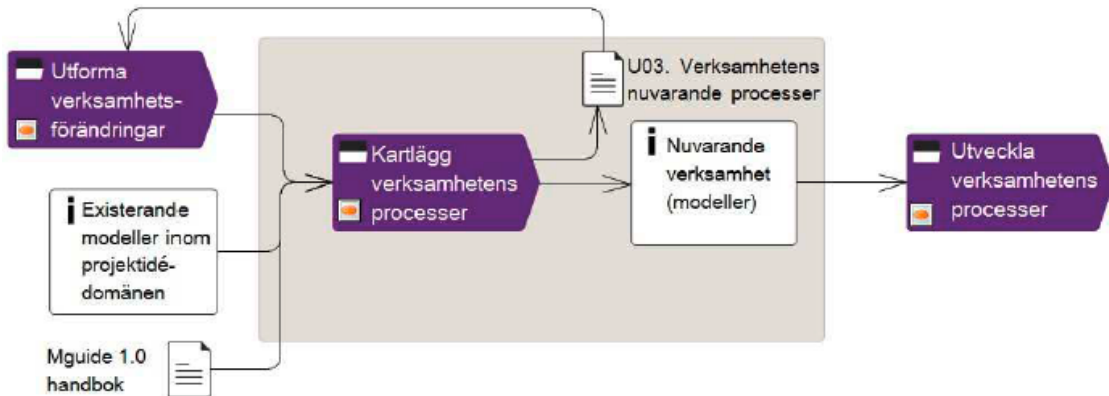 Utforma
verksamhets-
förändringar
U03. Verksamhetens
nuvarande processer
Kartlägg
verksamhetens
processer
i Nuvarande
verksamhet
(modeller)
Utveckla
verksamhetens
processer
i Existerande
modeller inom
projektidé-
domänen
Mguide 1.0
handbok